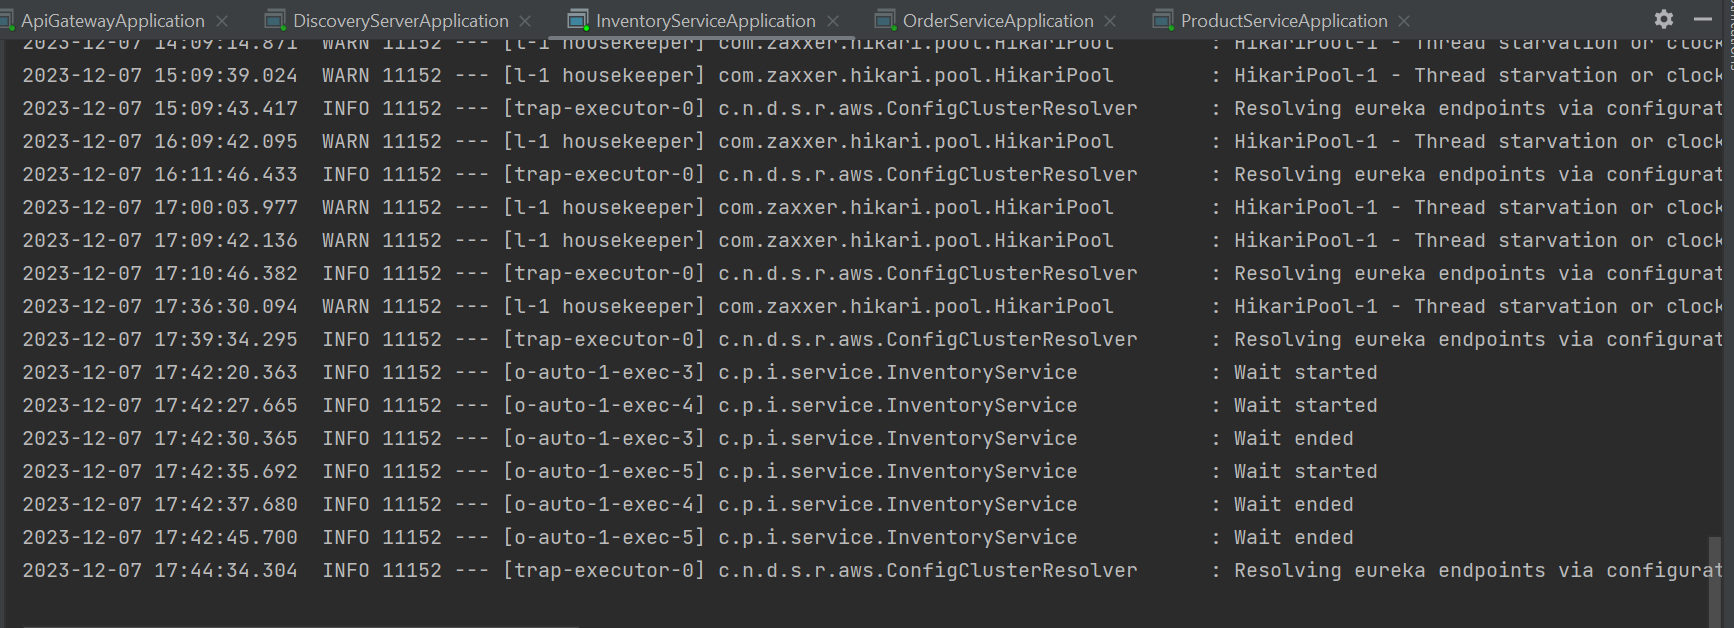 ApiGatewayApplication DiscoveryServerApplication InventoryServiceApplication OrderServiceApplication ProductServiceApplication
2023-12-07 14:09:14.871 WARN 11152 --- [l-1 housekeeper] com.zaxxer.hikari.pool.HikariPool : HikariPool-1 - Thread starvation or clock
2023-12-07 15:09:39.024 WARN 11152 --- [l-1 housekeeper] com.zaxxer.hikari.pool.HikariPool : HikariPool-1 - Thread starvation or clock
2023-12-07 15:09:43.417 INFO 11152 --- [trap-executor-0] c.n.d.s.r.aws.ConfigClusterResolver : Resolving eureka endpoints via configurat
2023-12-07 16:09:42.095 WARN 11152 --- [l-1 housekeeper] com.zaxxer.hikari.pool.HikariPool : HikariPool-1 - Thread starvation or clock
2023-12-07 16:11:46.433 INFO 11152 --- [trap-executor-0] c.n.d.s.r.aws.ConfigClusterResolver : Resolving eureka endpoints via configurat
2023-12-07 17:00:03.977 WARN 11152 --- [l-1 housekeeper] com.zaxxer.hikari.pool.HikariPool : HikariPool-1 - Thread starvation or clock
2023-12-07 17:09:42.136 WARN 11152 --- [l-1 housekeeper] com.zaxxer.hikari.pool.HikariPool : HikariPool-1 - Thread starvation or clock
2023-12-07 17:10:46.382 INFO 11152 --- [trap-executor-0] c.n.d.s.r.aws.ConfigClusterResolver : Resolving eureka endpoints via configurat
2023-12-07 17:36:30.094 WARN 11152 --- [l-1 housekeeper] com.zaxxer.hikari.pool.HikariPool : HikariPool-1 - Thread starvation or clock
2023-12-07 17:39:34.295 INFO 11152 --- [trap-executor-0] c.n.d.s.r.aws.ConfigClusterResolver : Resolving eureka endpoints via configurat
2023-12-07 17:42:20.363 INFO 11152 --- [o-auto-1-exec-3] c.p.i.service.InventoryService : Wait started
2023-12-07 17:42:27.665 INFO 11152 --- [o-auto-1-exec-4] c.p.i.service.InventoryService : Wait started
2023-12-07 17:42:30.365 INFO 11152 --- [o-auto-1-exec-3] c.p.i.service.InventoryService : Wait ended
2023-12-07 17:42:35.692 INFO 11152 --- [o-auto-1-exec-5] c.p.i.service.InventoryService : Wait started
2023-12-07 17:42:37.680 INFO 11152 --- [o-auto-1-exec-4] c.p.i.service.InventoryService : Wait ended
2023-12-07 17:42:45.700 INFO 11152 --- [o-auto-1-exec-5] c.p.i.service.InventoryService : Wait ended
2023-12-07 17:44:34.304 INFO 11152 --- [trap-executor-0] c.n.d.s.r.aws.ConfigClusterResolver : Resolving eureka endpoints via configurat